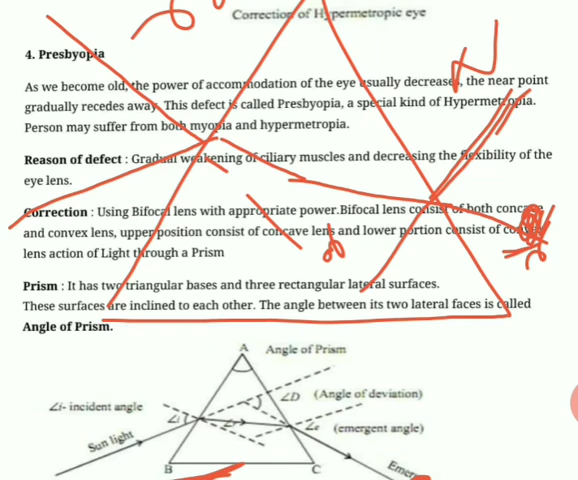 Correction of Hypermetropic eye
4. Presbyopia
As we become old, the power of accommodation of the eye usually decreases, the near point
gradually recedes away. This defect is called Presbyopia, a special kind of Hypermetropia.
Person may suffer from both myopia and hypermetropia.
Reason of defect : Gradual weakening of ciliary muscles and decreasing the flexibility of the
eye lens.
Correction : Using Bifocal lens with appropriate power.Bifocal lens consist of both concave
and convex lens, upper position consist of concave lens and lower portion consist of convex
lens action of Light through a Prism
Prism : It has two triangular bases and three rectangular lateral surfaces.
These surfaces are inclined to each other. The angle between its two lateral faces is called
Angle of Prism.
A Angle of Prism
∠D (Angle of deviation)
∠i- incident angle
∠i ∠r ∠e (emergent angle)
Sun light
B C